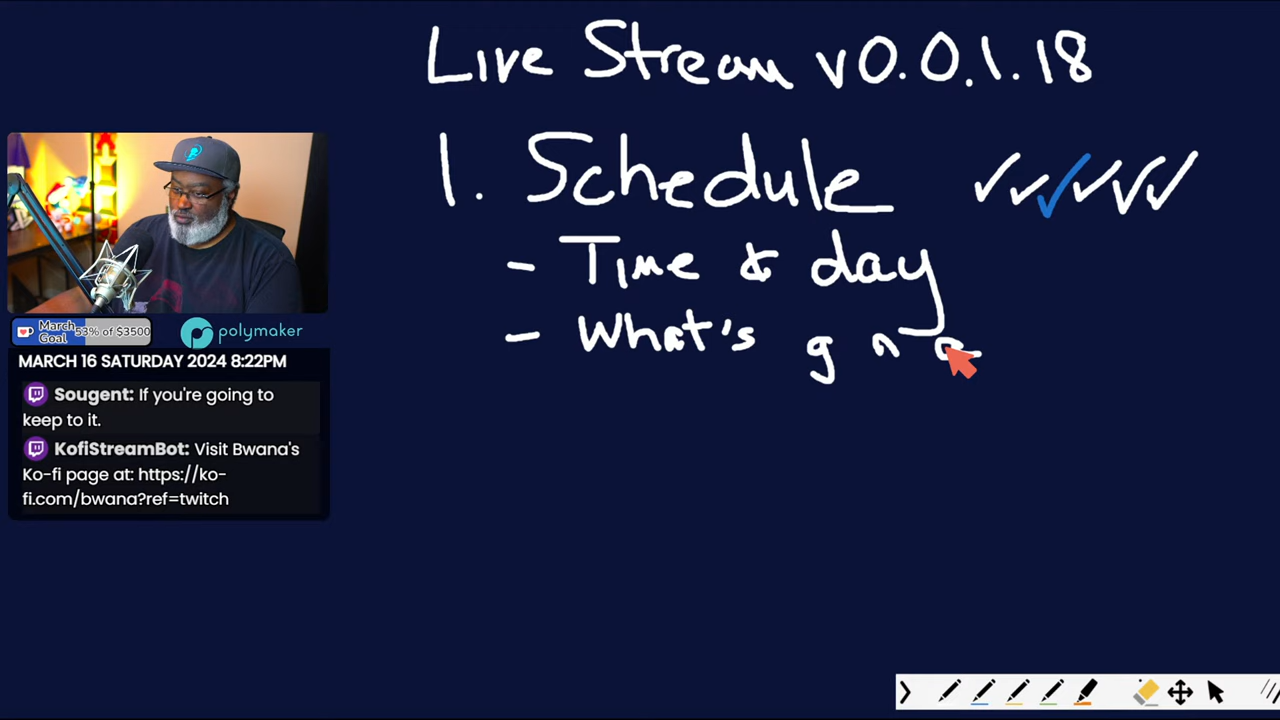 Live Stream v0.0.1.18
1. Schedule
- Time & day
- What's g n a
polymaker
March Goal
53% of $3500
MARCH 16 SATURDAY 2024 8:22PM
Sougent: If you're going to
keep to it.
KofiStreamBot: Visit Bwana's
Ko-fi page at: https://ko-
fi.com/bwana?ref=twitch